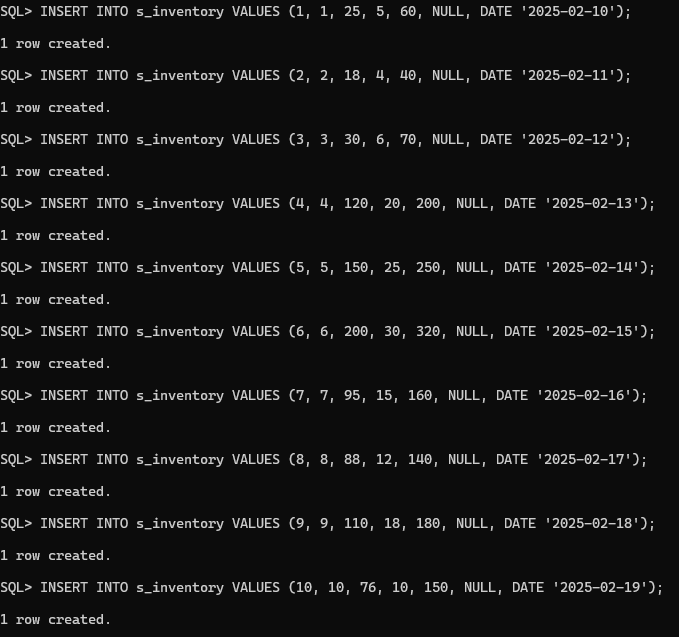 SQL> INSERT INTO s_inventory VALUES (1, 1, 25, 5, 60, NULL, DATE '2025-02-10');
1 row created.
SQL> INSERT INTO s_inventory VALUES (2, 2, 18, 4, 40, NULL, DATE '2025-02-11');
1 row created.
SQL> INSERT INTO s_inventory VALUES (3, 3, 30, 6, 70, NULL, DATE '2025-02-12');
1 row created.
SQL> INSERT INTO s_inventory VALUES (4, 4, 120, 20, 200, NULL, DATE '2025-02-13');
1 row created.
SQL> INSERT INTO s_inventory VALUES (5, 5, 150, 25, 250, NULL, DATE '2025-02-14');
1 row created.
SQL> INSERT INTO s_inventory VALUES (6, 6, 200, 30, 320, NULL, DATE '2025-02-15');
1 row created.
SQL> INSERT INTO s_inventory VALUES (7, 7, 95, 15, 160, NULL, DATE '2025-02-16');
1 row created.
SQL> INSERT INTO s_inventory VALUES (8, 8, 88, 12, 140, NULL, DATE '2025-02-17');
1 row created.
SQL> INSERT INTO s_inventory VALUES (9, 9, 110, 18, 180, NULL, DATE '2025-02-18');
1 row created.
SQL> INSERT INTO s_inventory VALUES (10, 10, 76, 10, 150, NULL, DATE '2025-02-19');
1 row created.